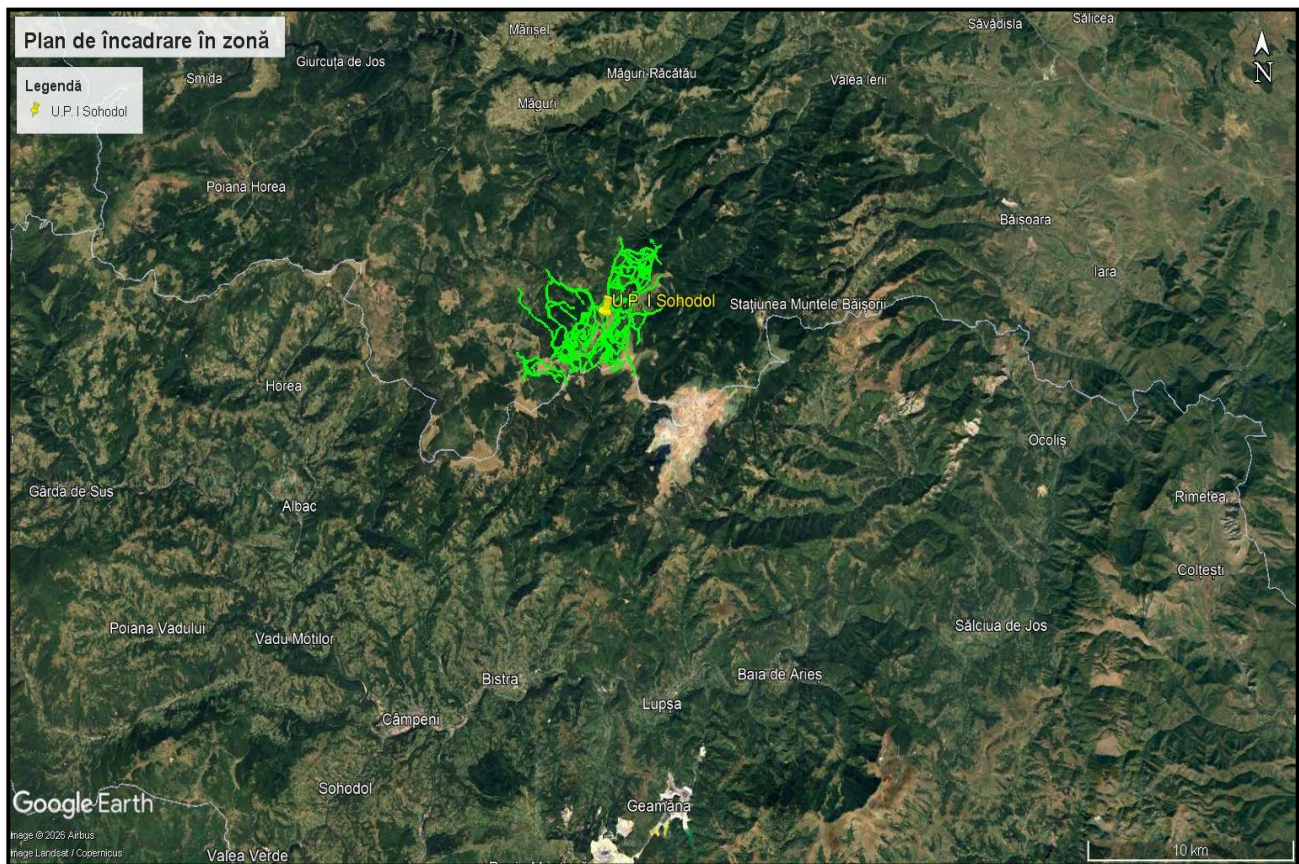 Plan de încadrare în zonă
Legendă
U.P. I Sohodol
N
Mărișel
Săvădisla
Sălicea
Giurcuța de Jos
Smida
Măguri-Răcătău
Valea Ierii
Măguri
Poiana Horea
Băișoara
Iara
U.P. I Sohodol
Stațiunea Muntele Băișorii
Horea
Ocoliș
Gârda de Sus
Albac
Rimetea
Colțești
Poiana Vadului
Vadu Moților
Sălciua de Jos
Bistra
Baia de Arieș
Lupșa
Câmpeni
Sohodol
Geamăna
Google Earth
Image © 2026 Airbus
Image Landsat / Copernicus
Valea Verde
10 km